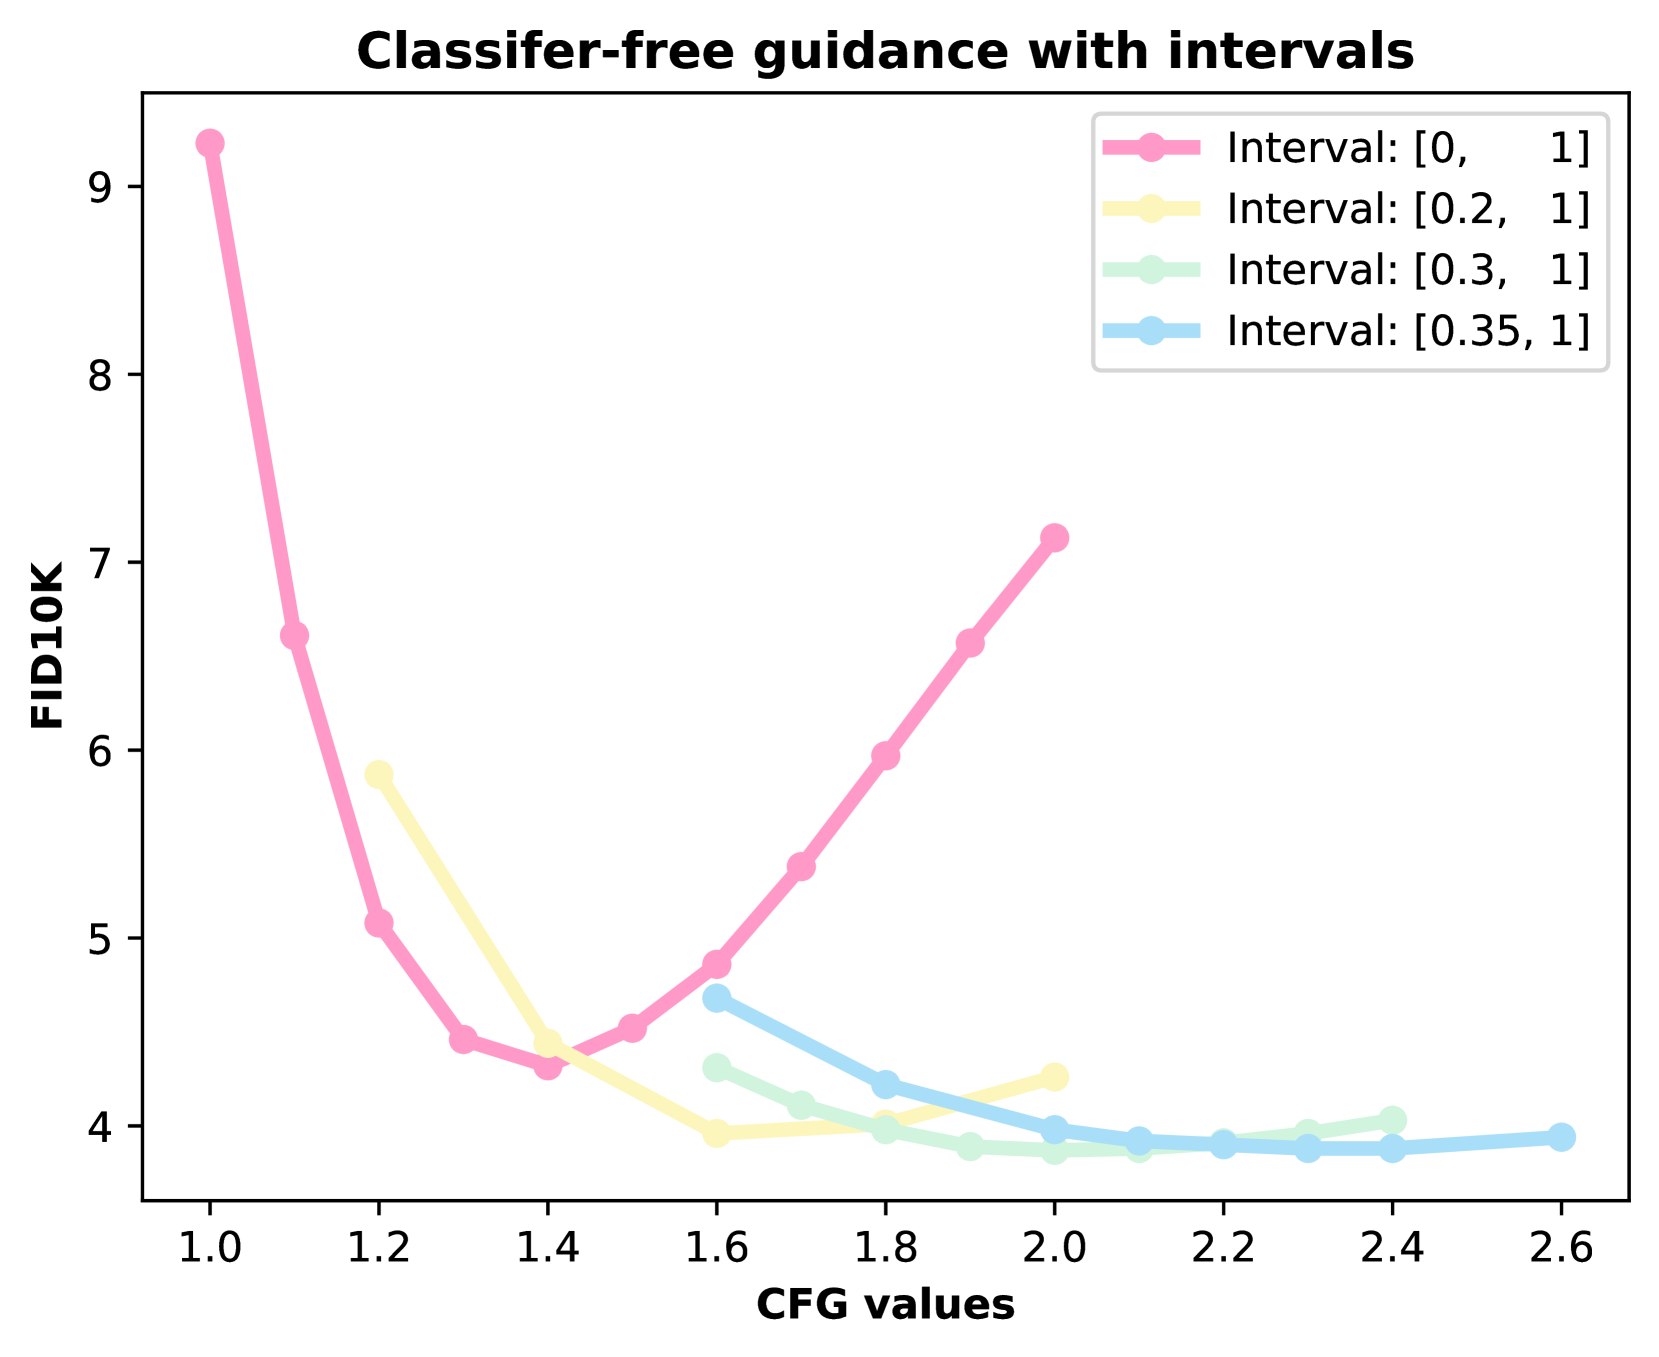 Classifer-free guidance with intervals
Interval: [0, 1]
Interval: [0.2, 1]
Interval: [0.3, 1]
Interval: [0.35, 1]
FID10K
9
8
7
6
5
4
1.0 1.2 1.4 1.6 1.8 2.0 2.2 2.4 2.6
CFG values